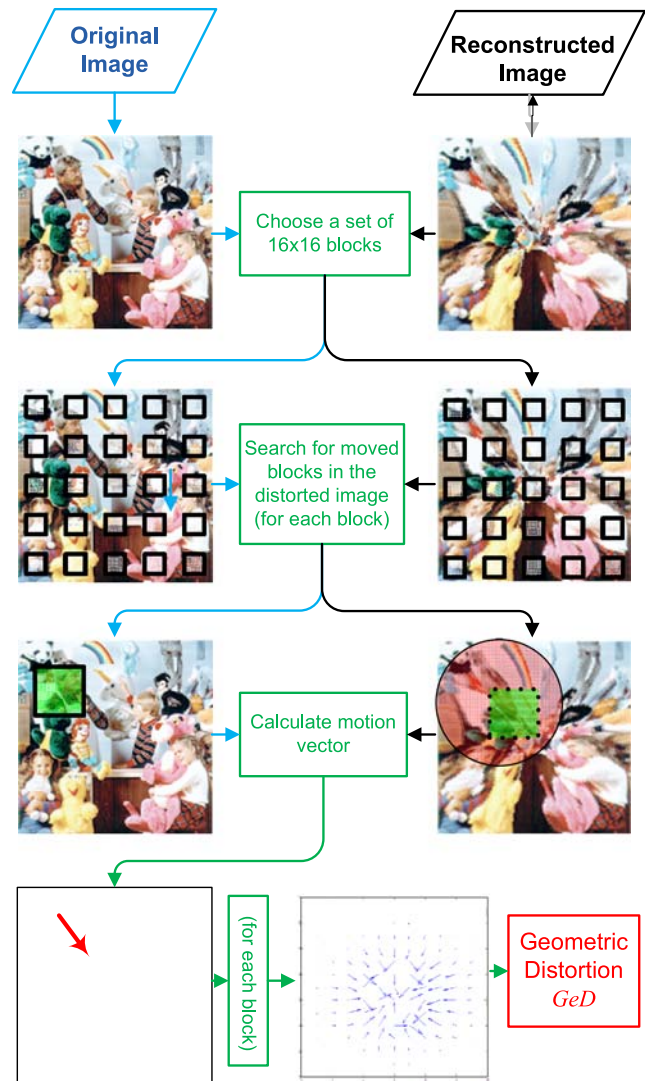 Original
Image
Reconstructed
Image
Choose a set of
16x16 blocks
Search for moved
blocks in the
distorted image
(for each block)
Calculate motion
vector
(for each
block)
Geometric
Distortion
GeD